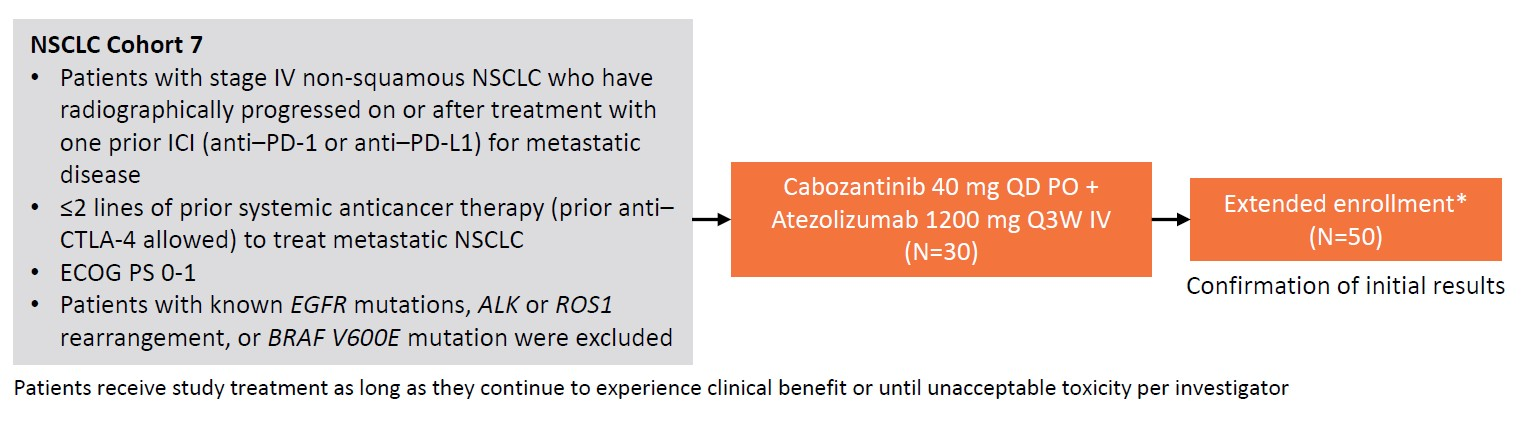 NSCLC Cohort 7
• Patients with stage IV non-squamous NSCLC who have
radiographically progressed on or after treatment with
one prior ICI (anti–PD-1 or anti–PD-L1) for metastatic
disease
• ≤2 lines of prior systemic anticancer therapy (prior anti–
CTLA-4 allowed) to treat metastatic NSCLC
• ECOG PS 0-1
• Patients with known EGFR mutations, ALK or ROS1
rearrangement, or BRAF V600E mutation were excluded
Cabozantinib 40 mg QD PO +
Atezolizumab 1200 mg Q3W IV
(N=30)
Extended enrollment*
(N=50)
Confirmation of initial results
Patients receive study treatment as long as they continue to experience clinical benefit or until unacceptable toxicity per investigator